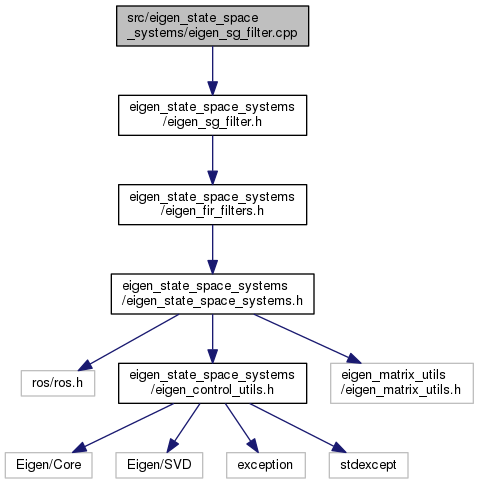 src/eigen_state_space
_systems/eigen_sg_filter.cpp
eigen_state_space_systems
/eigen_sg_filter.h
eigen_state_space_systems
/eigen_fir_filters.h
eigen_state_space_systems
/eigen_state_space_systems.h
ros/ros.h
eigen_state_space_systems
/eigen_control_utils.h
eigen_matrix_utils
/eigen_matrix_utils.h
Eigen/Core
Eigen/SVD
exception
stdexcept